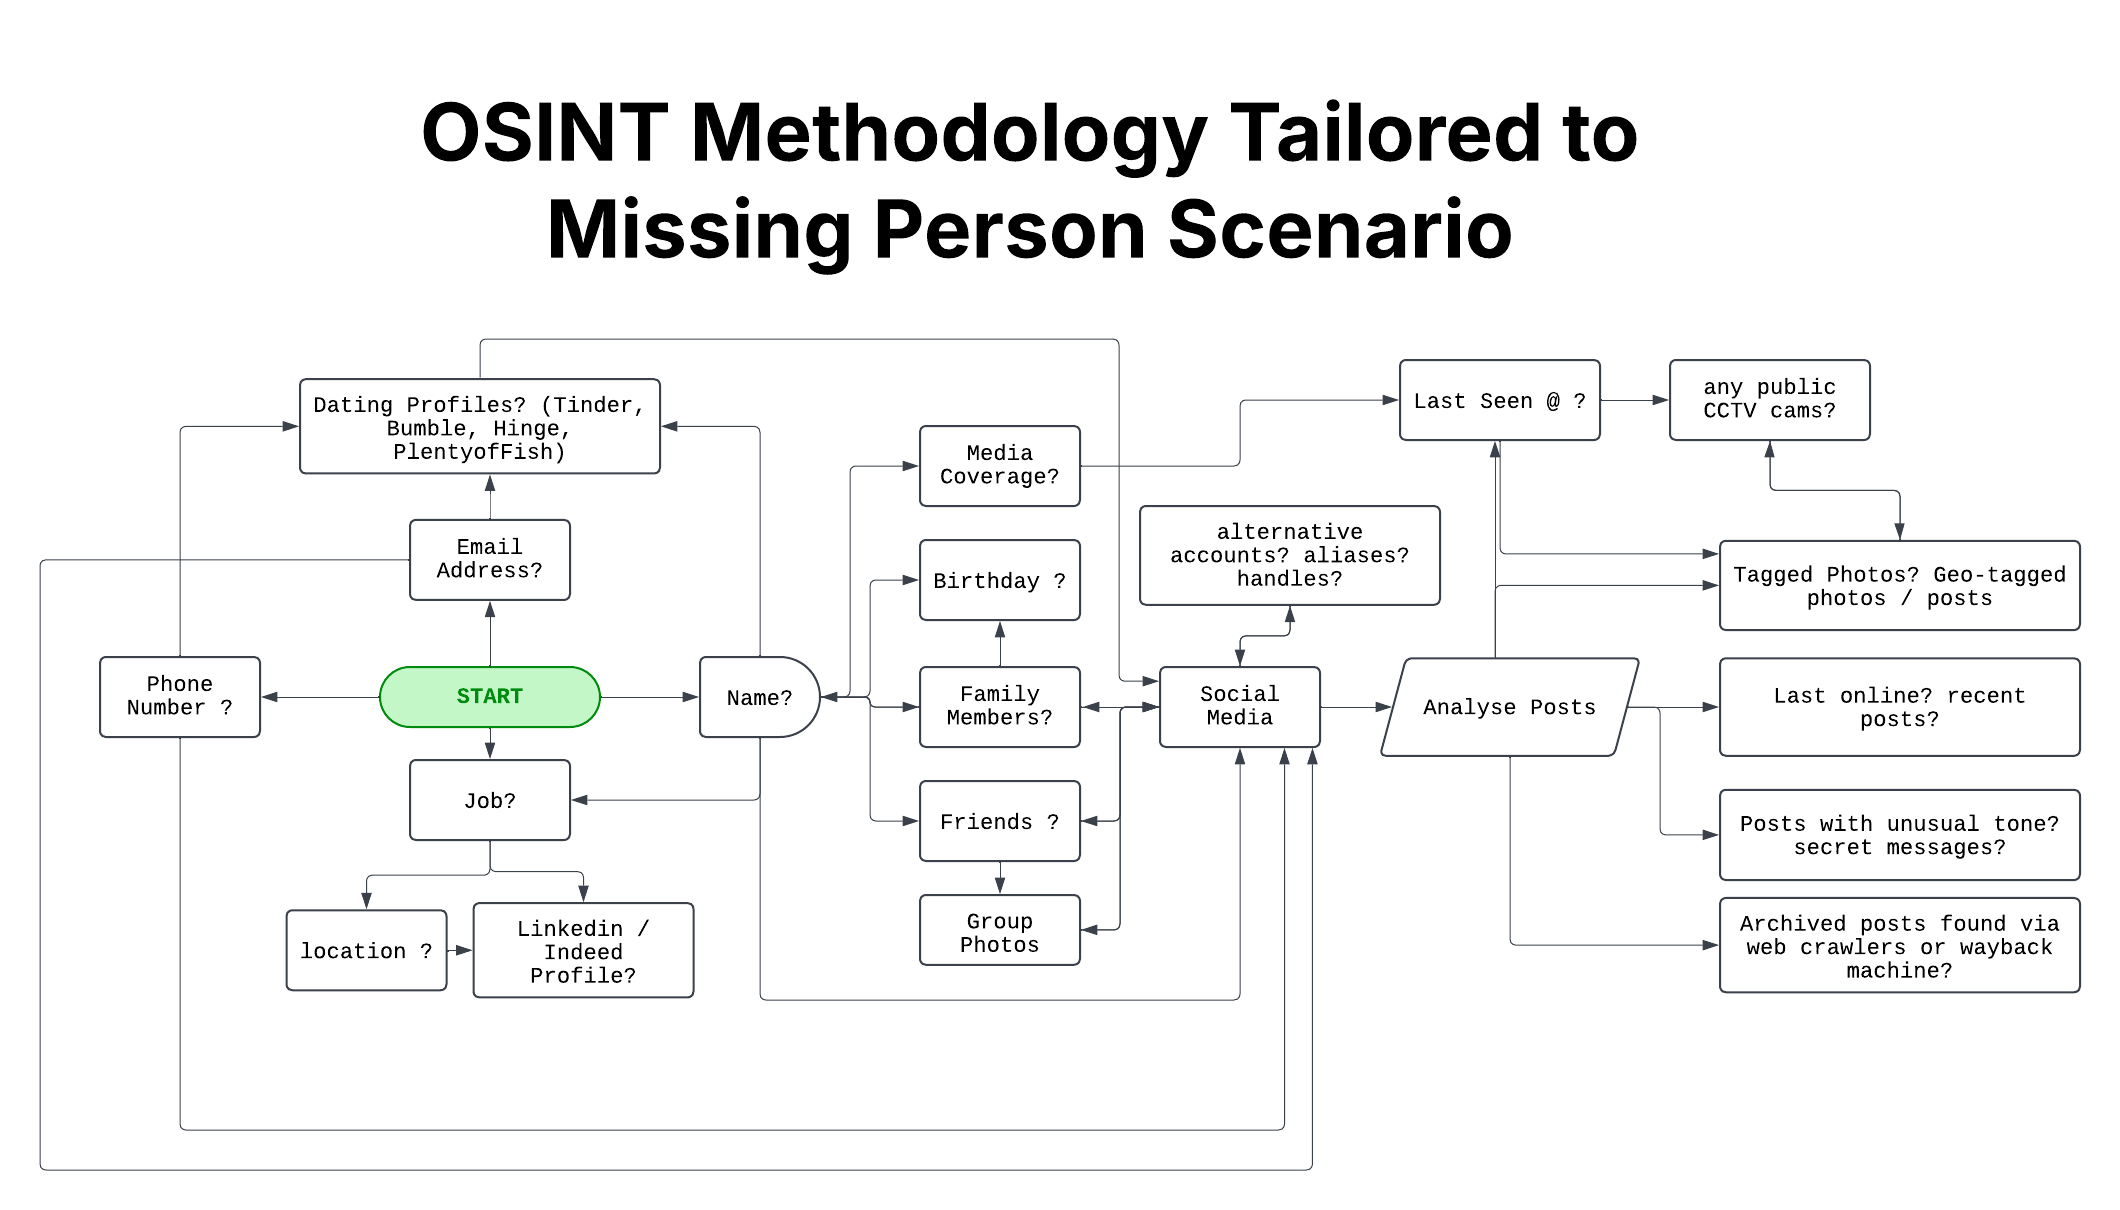 OSINT Methodology Tailored to
Missing Person Scenario
Dating Profiles? (Tinder,
Bumble, Hinge,
PlentyofFish)
Email
Address?
Phone
Number ?
START
Name?
Job?
location ?
Linkedin /
Indeed
Profile?
Media
Coverage?
Birthday ?
Family
Members?
Friends ?
Group
Photos
alternative
accounts? aliases?
handles?
Social
Media
Last Seen @ ?
any public
CCTV cams?
Analyse Posts
Tagged Photos? Geo-tagged
photos / posts
Last online? recent
posts?
Posts with unusual tone?
secret messages?
Archived posts found via
web crawlers or wayback
machine?